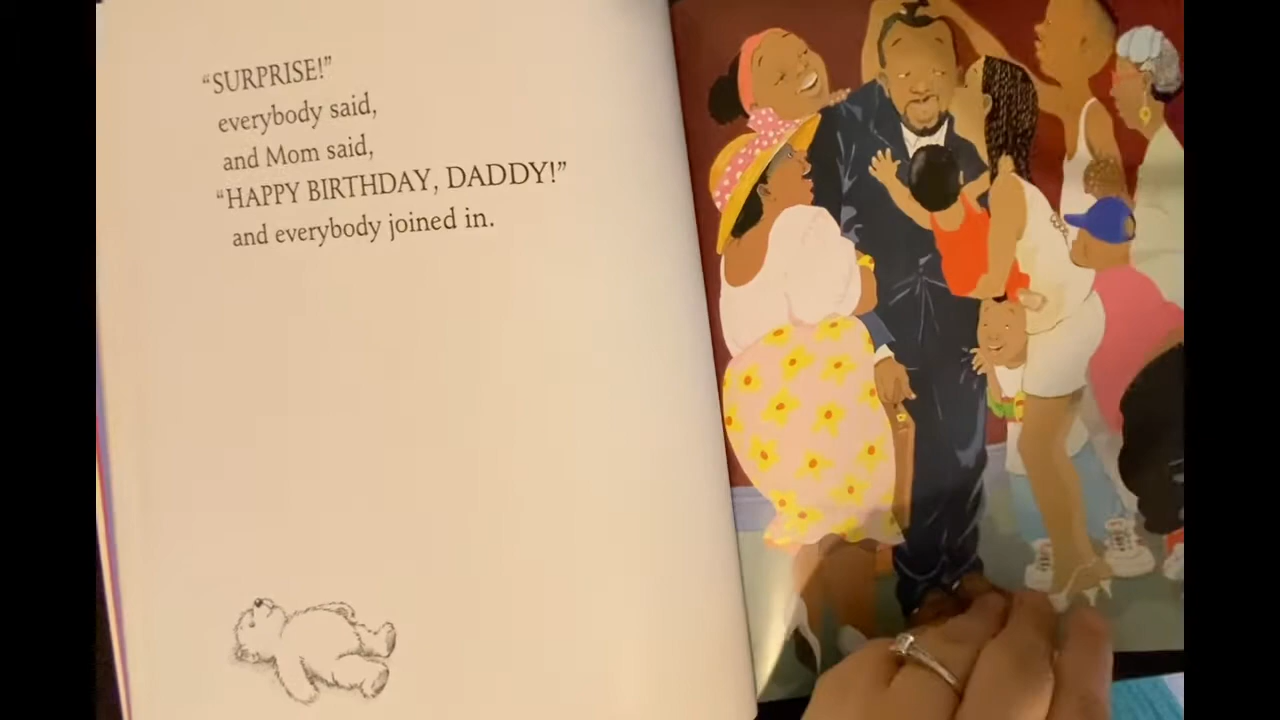 “SURPRISE!”
everybody said,
and Mom said,
“HAPPY BIRTHDAY, DADDY!”
and everybody joined in.